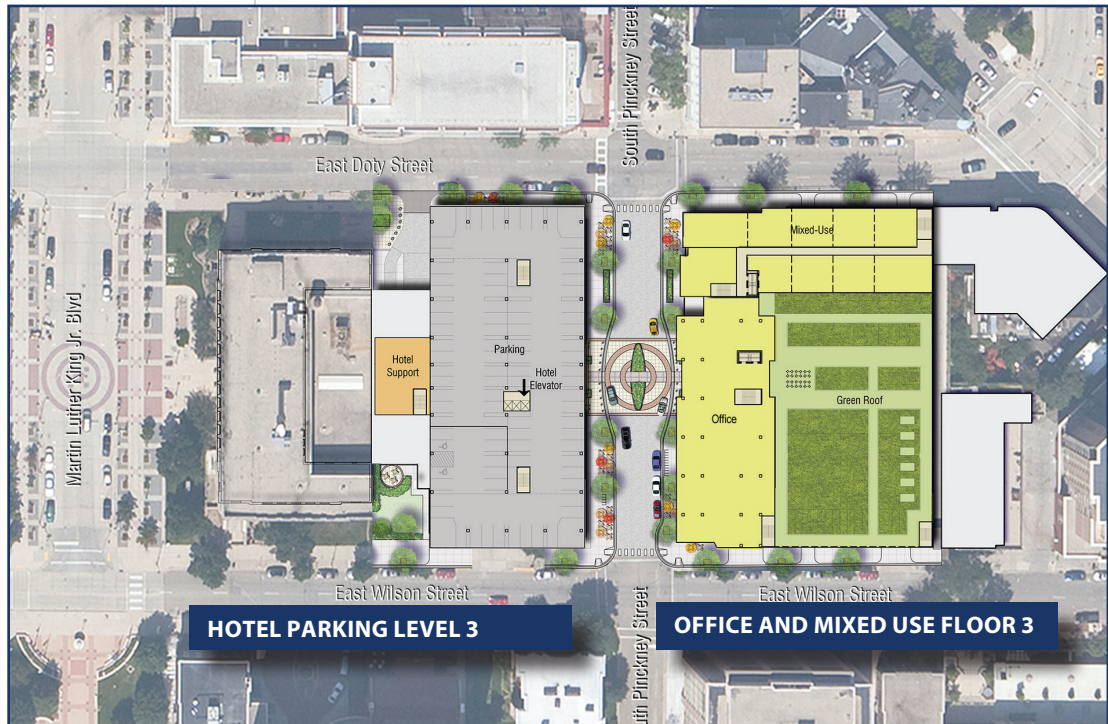 South Pinckney Street
East Doty Street
Mixed-Use
Parking
Hotel
Support
Hotel
Elevator
Green Roof
Office
Martin Luther King Jr. Blvd
East Wilson Street
East Wilson Street
HOTEL PARKING LEVEL 3
OFFICE AND MIXED USE FLOOR 3
uth Pinckney Street